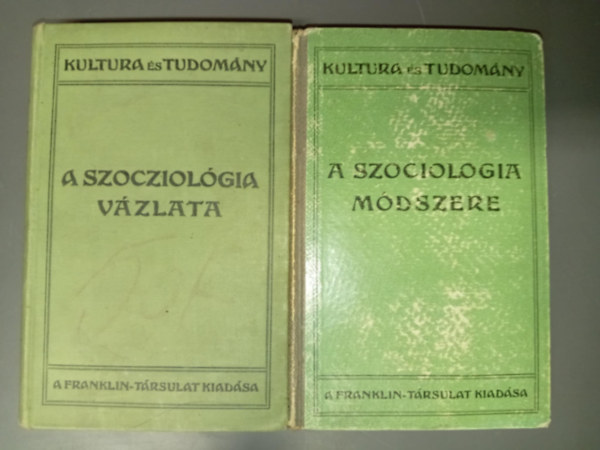 KULTURA és TUDOMÁNY
A SZOCZIOLÓGIA
VÁZLATA
A FRANKLIN-TÁRSULAT KIADÁSA
KULTURA és TUDOMÁNY
A SZOCIOLOGIA
MÓDSZERE
A FRANKLIN-TÁRSULAT KIADÁSA